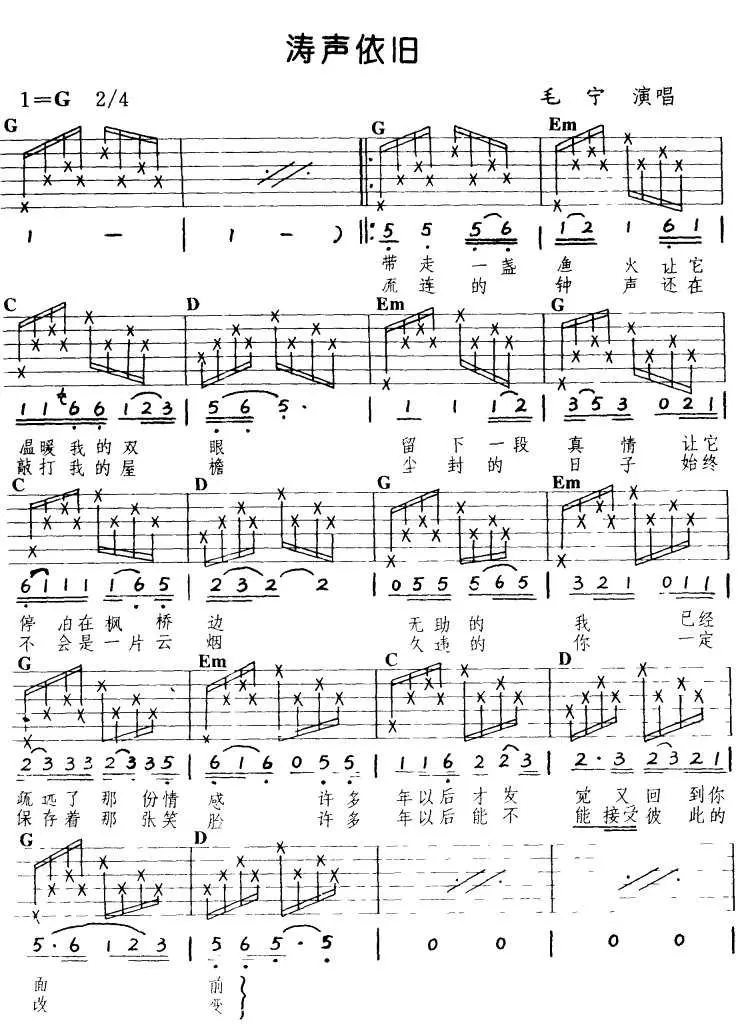 涛声依旧
1=G 2/4 毛宁 演唱
G G Em
1 - | 1 - ) |: 5 5 5 6 | 1 2 1 6 1
带走一盏 渔火让它
流连的 钟声还在
C D Em G
1 1 6 6 1 2 3 | 5 6 5· | 1 1 1 2 | 3 5 3 0 2 1
温暖我的双 眼 留下一段 真情 让它
敲打我的屋 檐 尘封的 日子 始终
C D G Em
6 1 1 1 1 6 5 | 2 3 2 2 | 0 5 5 5 6 5 | 3 2 1 0 1 1
停泊在枫桥 边 无助的 我 已经
不会是一片云 烟 久违的 你 一定
G Em C D
2 3 3 3 2 3 3 5 | 6 1 6 0 5 5 | 1 1 6 2 2 3 | 2· 3 2 3 2 1
疏远了那份情 感 许多 年以后才发 觉又回到你
保存着那张笑 脸 许多 年以后能不 能接受彼此的
G D
5· 6 1 2 3 | 5 6 5· 5 | 0 0 | 0 0
面 前
改 变